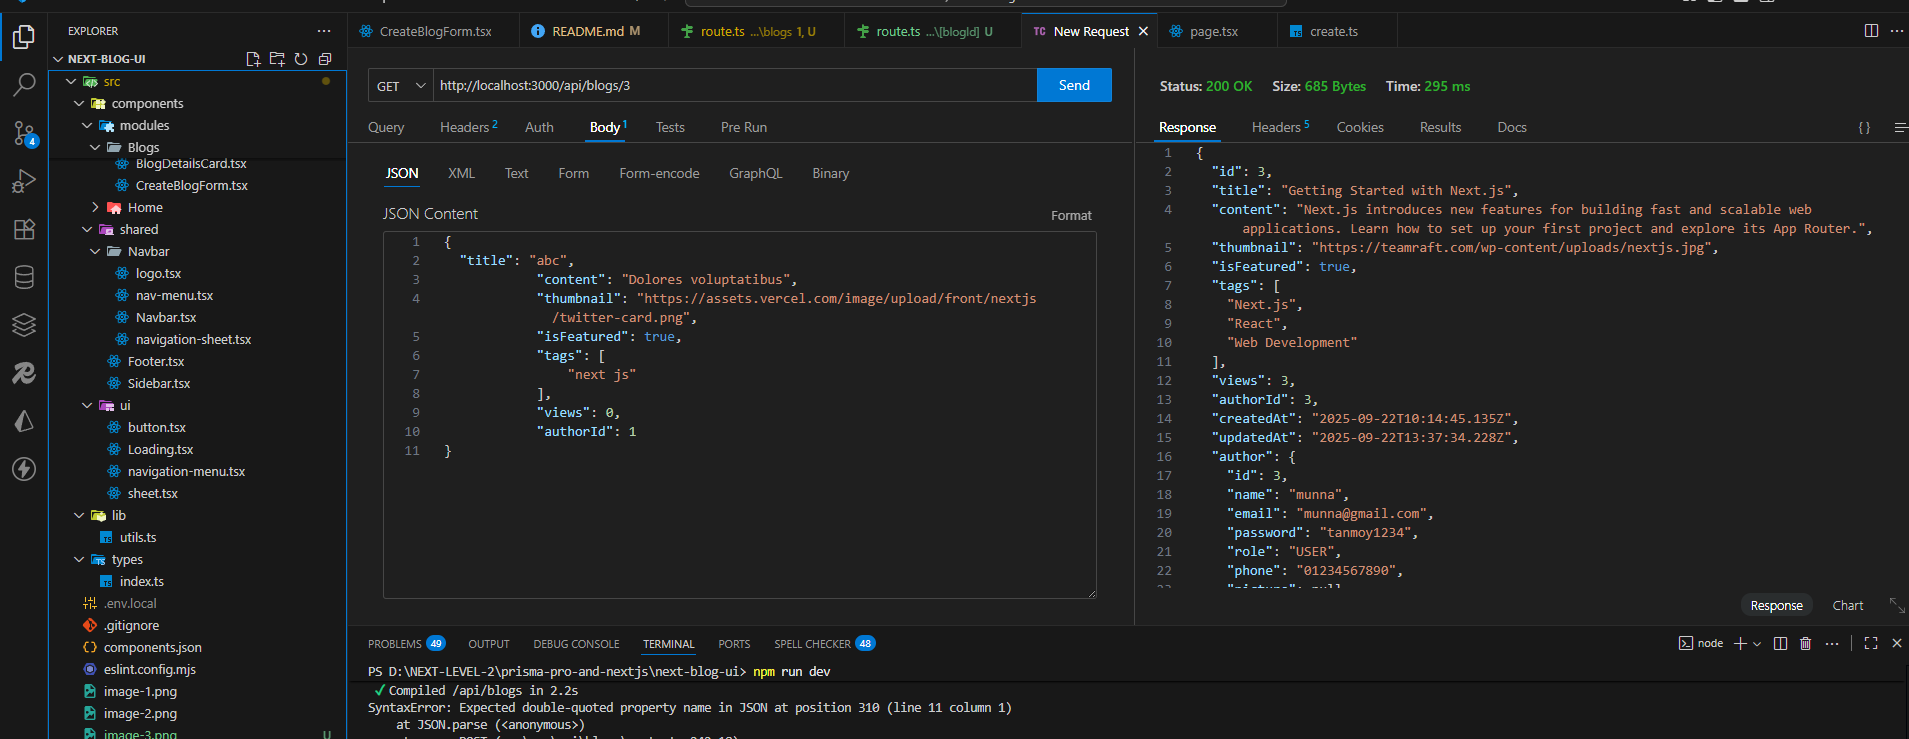 EXPLORER
NEXT-BLOG-UI
src
components
modules
Blogs
BlogDetailsCard.tsx
CreateBlogForm.tsx
Home
shared
Navbar
logo.tsx
nav-menu.tsx
Navbar.tsx
navigation-sheet.tsx
Footer.tsx
Sidebar.tsx
ui
button.tsx
Loading.tsx
navigation-menu.tsx
sheet.tsx
lib
utils.ts
types
index.ts
.env.local
.gitignore
components.json
eslint.config.mjs
image-1.png
image-2.png
image-3.png U
4
CreateBlogForm.tsx
README.md M
route.ts ...\blogs 1, U
route.ts ...\[blogId] U
TC New Request
page.tsx
create.ts
GET http://localhost:3000/api/blogs/3 Send
Query Headers 2 Auth Body 1 Tests Pre Run
JSON XML Text Form Form-encode GraphQL Binary
JSON Content Format
1 {
2 "title": "abc",
3 "content": "Dolores voluptatibus",
4 "thumbnail": "https://assets.vercel.com/image/upload/front/nextjs
/twitter-card.png",
5 "isFeatured": true,
6 "tags": [
7 "next js"
8 ],
9 "views": 0,
10 "authorId": 1
11 }
Status: 200 OK Size: 685 Bytes Time: 295 ms
Response Headers 5 Cookies Results Docs { }
1 {
2 "id": 3,
3 "title": "Getting Started with Next.js",
4 "content": "Next.js introduces new features for building fast and scalable web
applications. Learn how to set up your first project and explore its App Router.",
5 "thumbnail": "https://teamraft.com/wp-content/uploads/nextjs.jpg",
6 "isFeatured": true,
7 "tags": [
8 "Next.js",
9 "React",
10 "Web Development"
11 ],
12 "views": 3,
13 "authorId": 3,
14 "createdAt": "2025-09-22T10:14:45.135Z",
15 "updatedAt": "2025-09-22T13:37:34.228Z",
16 "author": {
17 "id": 3,
18 "name": "munna",
19 "email": "munna@gmail.com",
20 "password": "tanmoy1234",
21 "role": "USER",
22 "phone": "01234567890",
Response Chart
PROBLEMS 49 OUTPUT DEBUG CONSOLE TERMINAL PORTS SPELL CHECKER 48 node
PS D:\NEXT-LEVEL-2\prisma-pro-and-nextjs\next-blog-ui> npm run dev
✓ Compiled /api/blogs in 2.2s
SyntaxError: Expected double-quoted property name in JSON at position 310 (line 11 column 1)
at JSON.parse (<anonymous>)